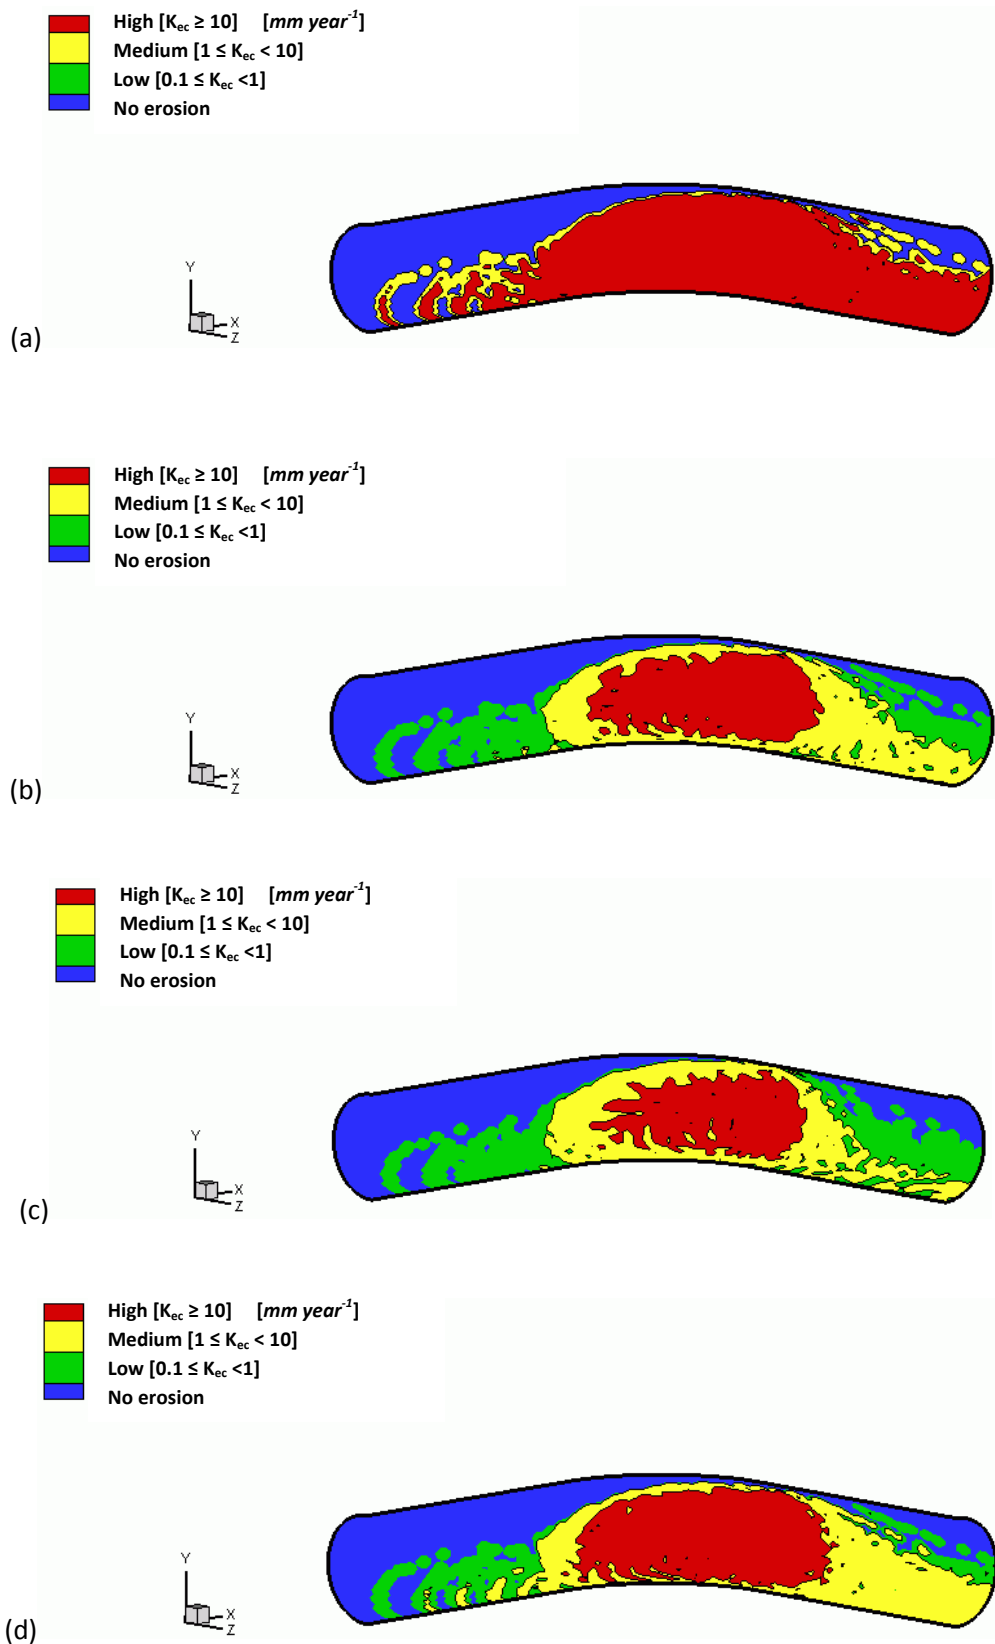 High [Kec ≥ 10] [mm year-1]
Medium [1 ≤ Kec < 10]
Low [0.1 ≤ Kec <1]
No erosion
Y
X
Z
(a)
High [Kec ≥ 10] [mm year-1]
Medium [1 ≤ Kec < 10]
Low [0.1 ≤ Kec <1]
No erosion
Y
X
Z
(b)
High [Kec ≥ 10] [mm year-1]
Medium [1 ≤ Kec < 10]
Low [0.1 ≤ Kec <1]
No erosion
Y
X
Z
(c)
High [Kec ≥ 10] [mm year-1]
Medium [1 ≤ Kec < 10]
Low [0.1 ≤ Kec <1]
No erosion
Y
X
Z
(d)